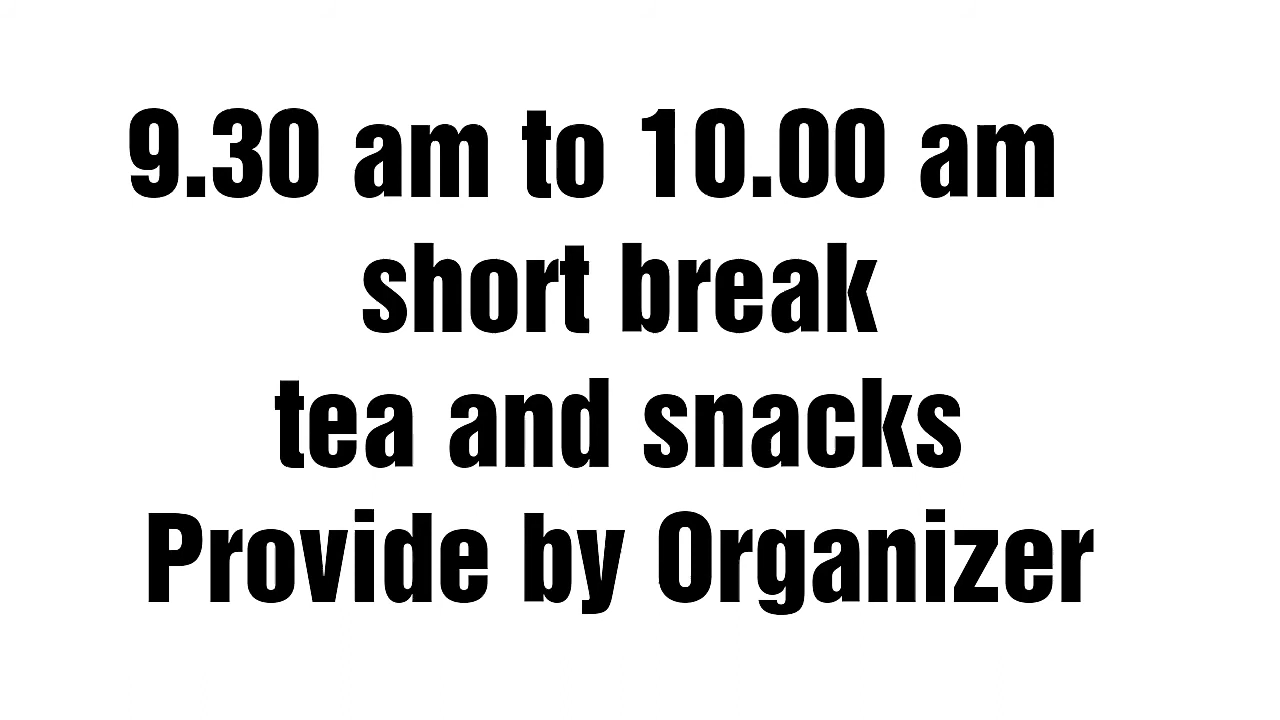 9.30 am to 10.00 am
short break
tea and snacks
Provide by Organizer